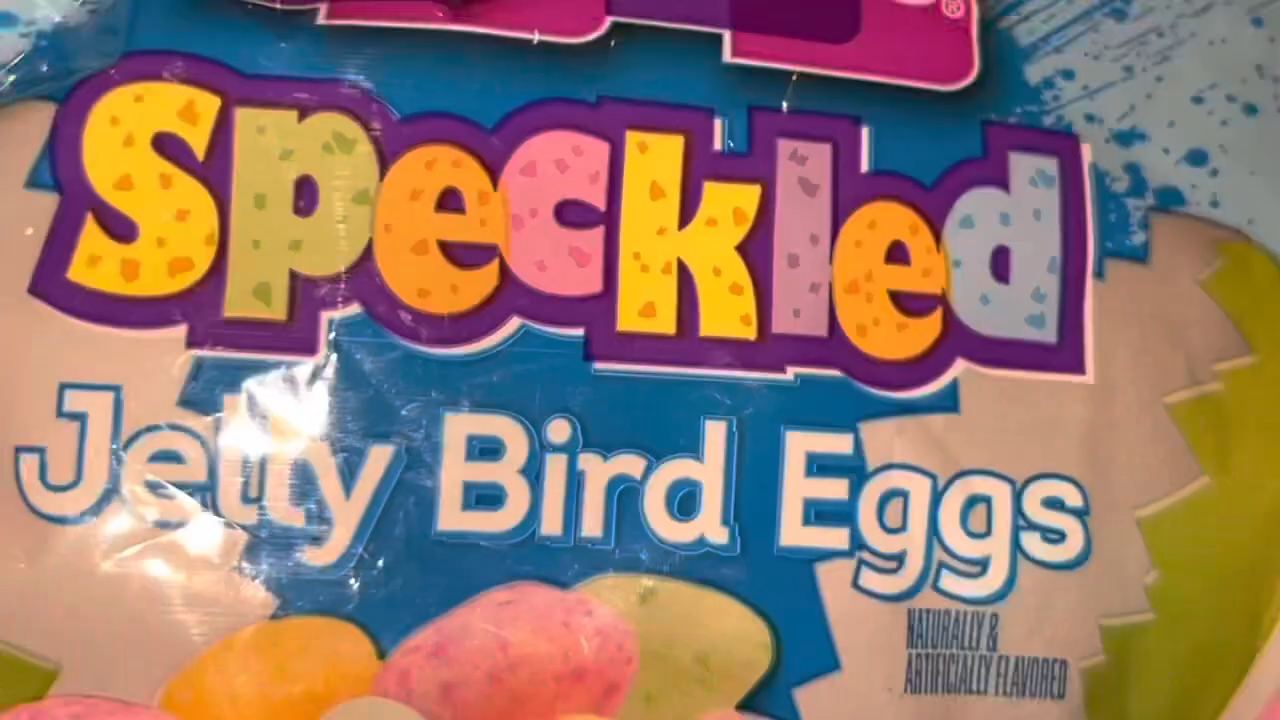 ®
Speckled
Jelly Bird Eggs
NATURALLY &
ARTIFICIALLY FLAVORED